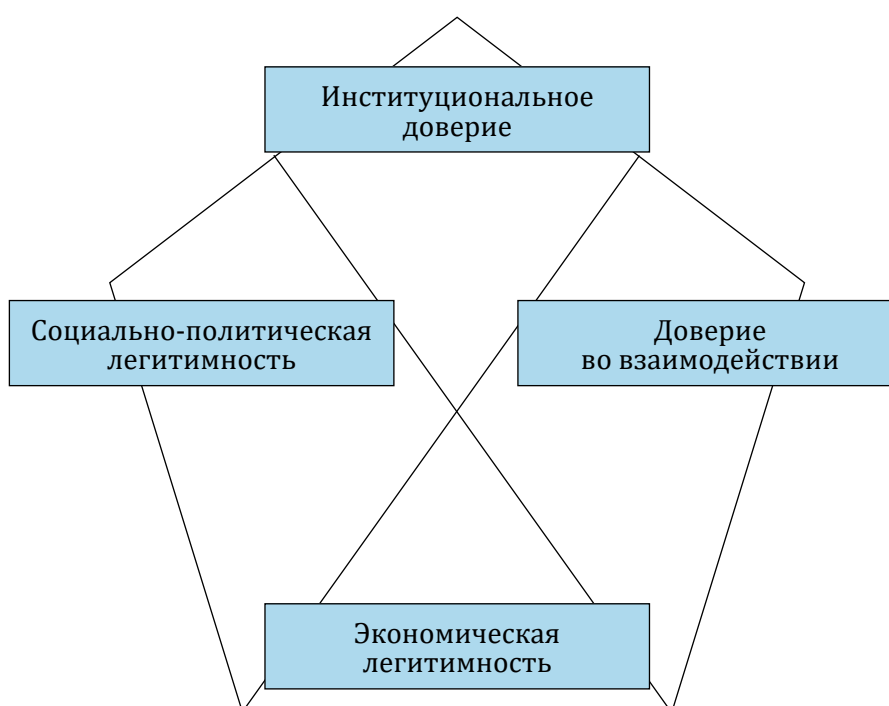 Институциональное
доверие
Социально-политическая
легитимность
Доверие
во взаимодействии
Экономическая
легитимность